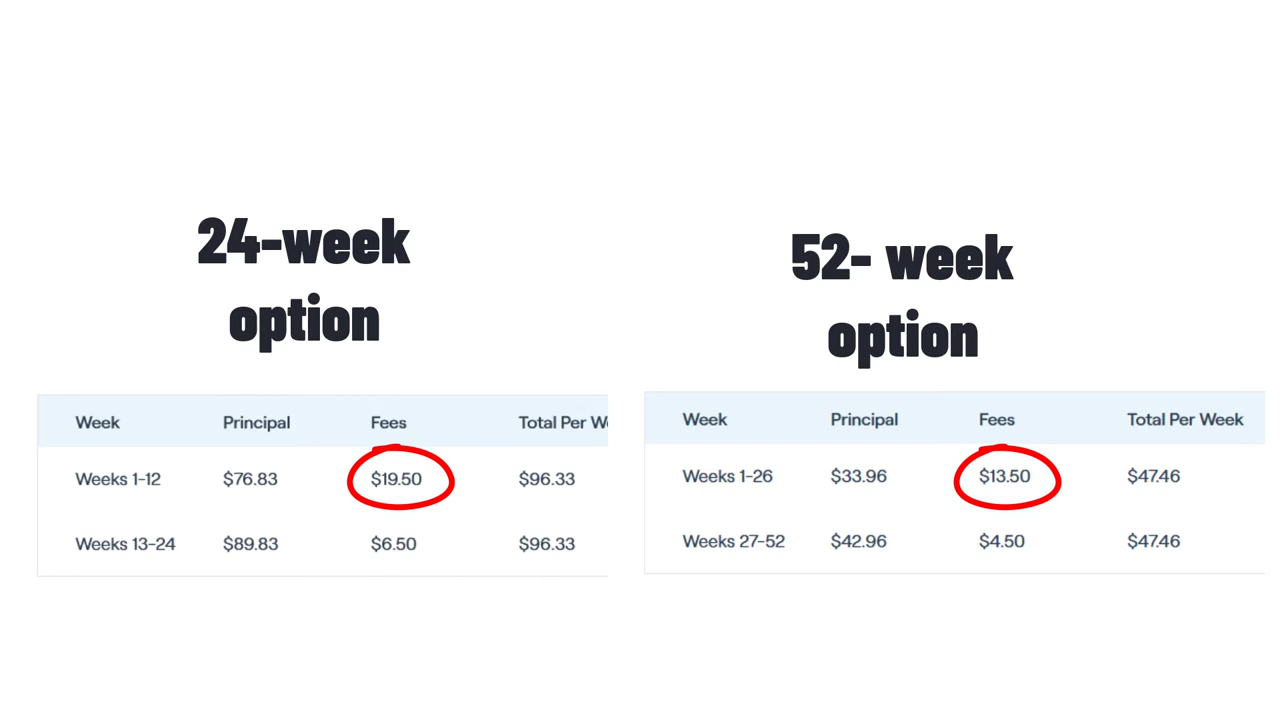 24-week
option
Week Principal Fees Total Per W
Weeks 1-12 $76.83 $19.50 $96.33
Weeks 13-24 $89.83 $6.50 $96.33
52- week
option
Week Principal Fees Total Per Week
Weeks 1-26 $33.96 $13.50 $47.46
Weeks 27-52 $42.96 $4.50 $47.46